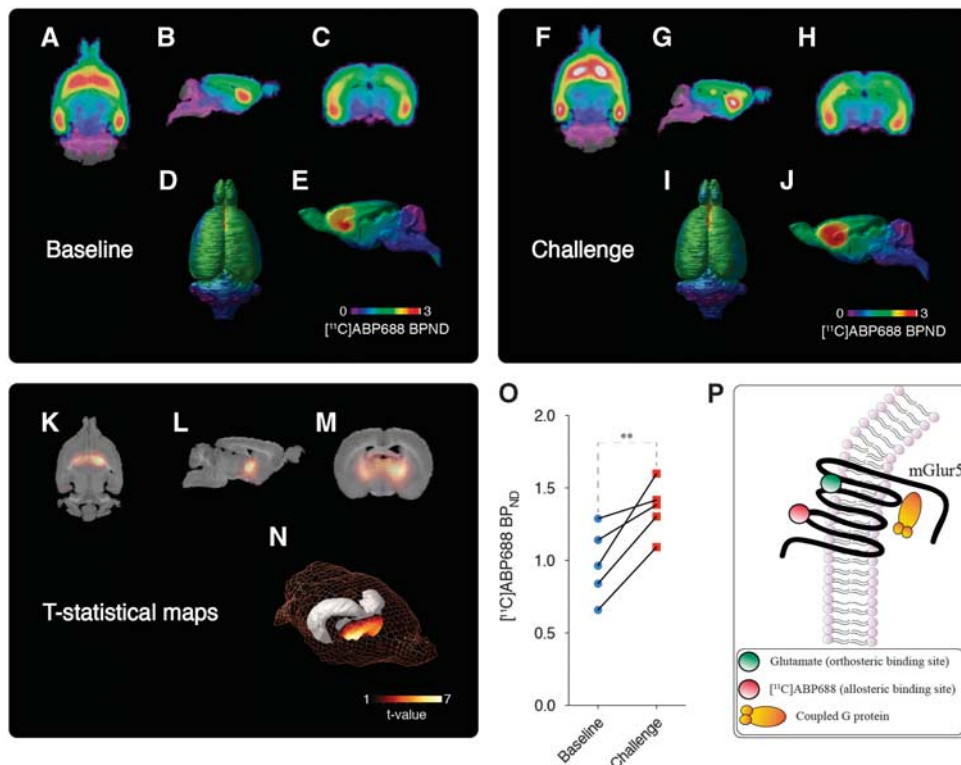 A
B
C
D
E
Baseline
0
3
[¹¹C]ABP688 BPND
F
G
H
I
J
Challenge
0
3
[¹¹C]ABP688 BPND
K
L
M
N
T-statistical maps
1
7
t-value
O
2.0
**
1.5
1.0
0.5
0.0
[¹¹C]ABP688 BP_ND
Baseline
Challenge
P
mGlur5
Glutamate (orthosteric binding site)
[¹¹C]ABP688 (allosteric binding site)
Coupled G protein